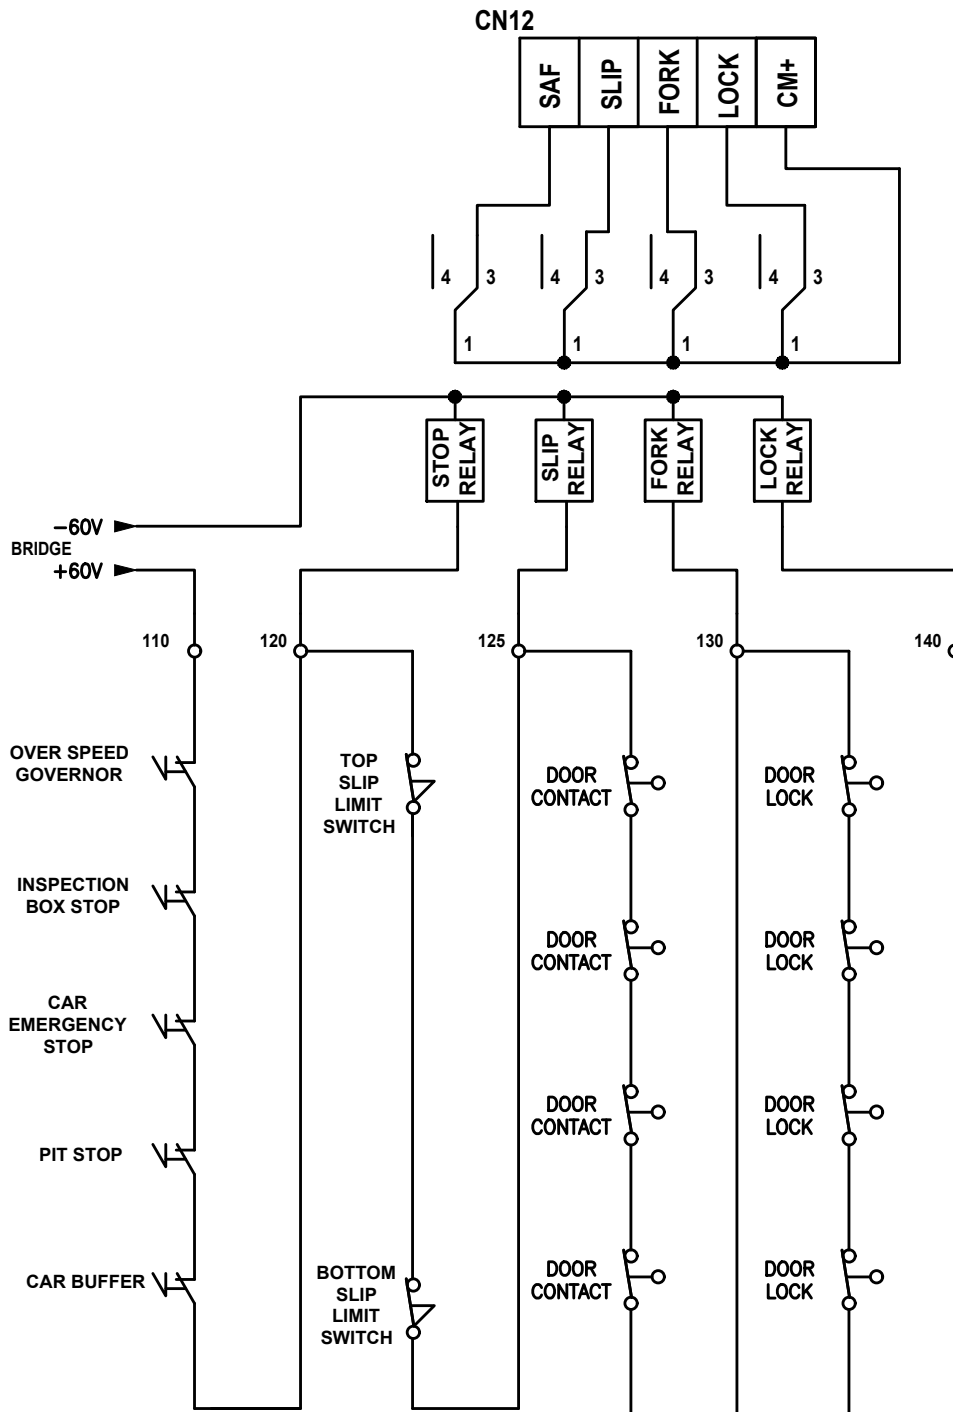 CN12
SAF
SLIP
FORK
LOCK
CM+
4 3
4 3
4 3
4 3
1
1
1
1
STOP
RELAY
SLIP
RELAY
FORK
RELAY
LOCK
RELAY
-60V
BRIDGE
+60V
110
120
125
130
140
OVER SPEED
GOVERNOR
TOP
SLIP
LIMIT
SWITCH
DOOR
CONTACT
DOOR
LOCK
INSPECTION
BOX STOP
DOOR
CONTACT
DOOR
LOCK
CAR
EMERGENCY
STOP
DOOR
CONTACT
DOOR
LOCK
PIT STOP
CAR BUFFER
BOTTOM
SLIP
LIMIT
SWITCH
DOOR
CONTACT
DOOR
LOCK